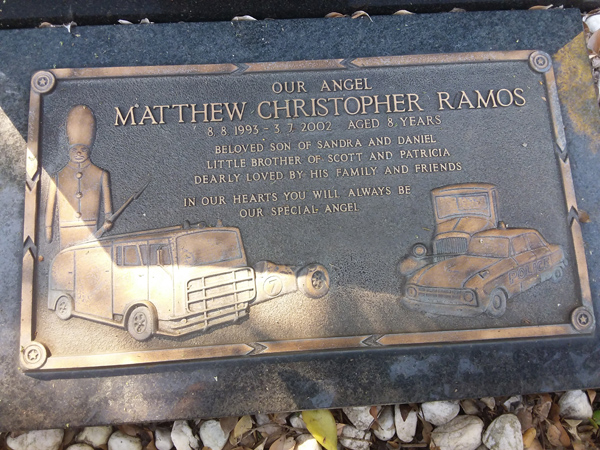 OUR ANGEL
MATTHEW CHRISTOPHER RAMOS
8.8.1993 - 3.7.2002 AGED 8 YEARS
BELOVED SON OF SANDRA AND DANIEL
LITTLE BROTHER OF SCOTT AND PATRICIA
DEARLY LOVED BY HIS FAMILY AND FRIENDS
IN OUR HEARTS YOU WILL ALWAYS BE
OUR SPECIAL ANGEL
7